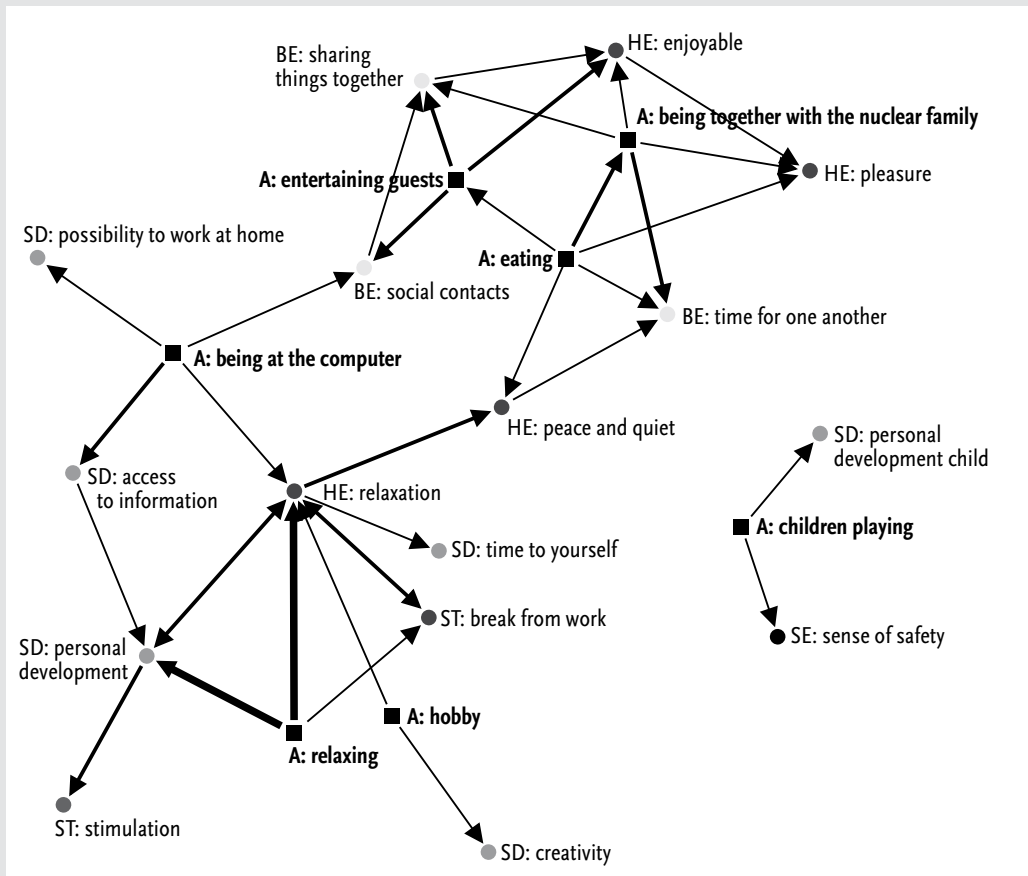 HE: enjoyable
BE: sharing
things together
A: being together with the nuclear family
HE: pleasure
A: entertaining guests
SD: possibility to work at home
A: eating
BE: social contacts
BE: time for one another
A: being at the computer
HE: peace and quiet
SD: personal
development child
SD: access
to information
HE: relaxation
A: children playing
SD: time to yourself
ST: break from work
SE: sense of safety
SD: personal
development
A: hobby
A: relaxing
ST: stimulation
SD: creativity